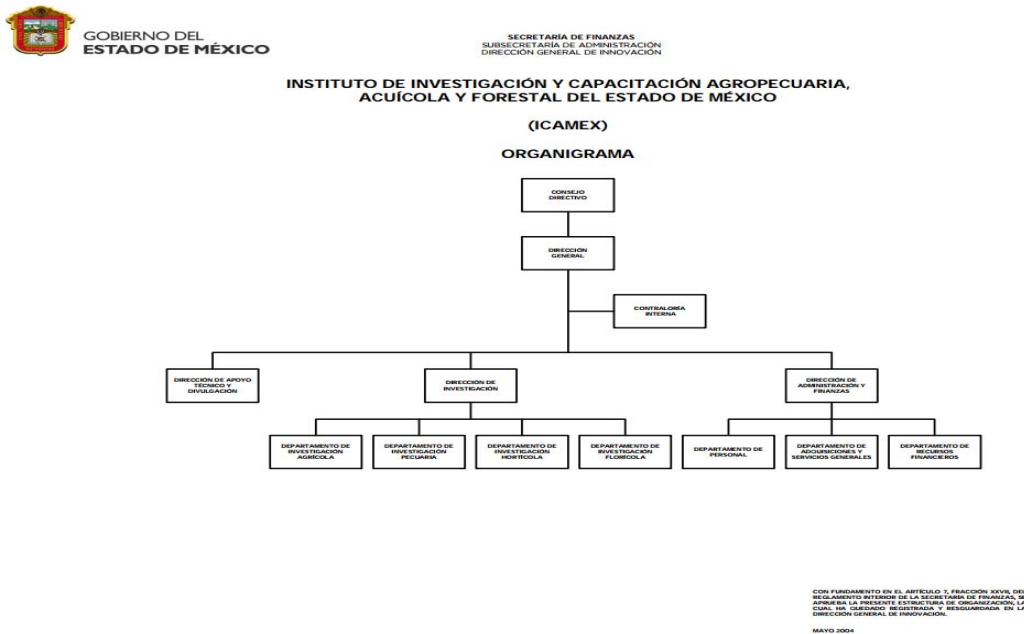 GOBIERNO DEL
ESTADO DE MÉXICO
SECRETARÍA DE FINANZAS
SUBSECRETARÍA DE ADMINISTRACIÓN
DIRECCIÓN GENERAL DE INNOVACIÓN
INSTITUTO DE INVESTIGACIÓN Y CAPACITACIÓN AGROPECUARIA,
ACUÍCOLA Y FORESTAL DEL ESTADO DE MÉXICO
(ICAMEX)
ORGANIGRAMA
CONSEJO
DIRECTIVO
DIRECCIÓN
GENERAL
CONTRALORÍA
INTERNA
DIRECCIÓN DE APOYO
TÉCNICO Y
DIVULGACIÓN
DIRECCIÓN DE
INVESTIGACIÓN
DIRECCIÓN DE
ADMINISTRACIÓN Y
FINANZAS
DEPARTAMENTO DE
INVESTIGACIÓN
AGRÍCOLA
DEPARTAMENTO DE
INVESTIGACIÓN
PECUARIA
DEPARTAMENTO DE
INVESTIGACIÓN
HORTÍCOLA
DEPARTAMENTO DE
INVESTIGACIÓN
FLORÍCOLA
DEPARTAMENTO DE
PERSONAL
DEPARTAMENTO DE
ADQUISICIONES Y
SERVICIOS GENERALES
DEPARTAMENTO DE
RECURSOS
FINANCIEROS
CON FUNDAMENTO EN EL ARTÍCULO 7, FRACCIÓN XXVII, DEL
REGLAMENTO INTERIOR DE LA SECRETARÍA DE FINANZAS, SE
APRUEBA LA PRESENTE ESTRUCTURA DE ORGANIZACIÓN, LA
CUAL HA QUEDADO REGISTRADA Y RESGUARDADA EN LA
DIRECCIÓN GENERAL DE INNOVACIÓN.
MAYO 2004